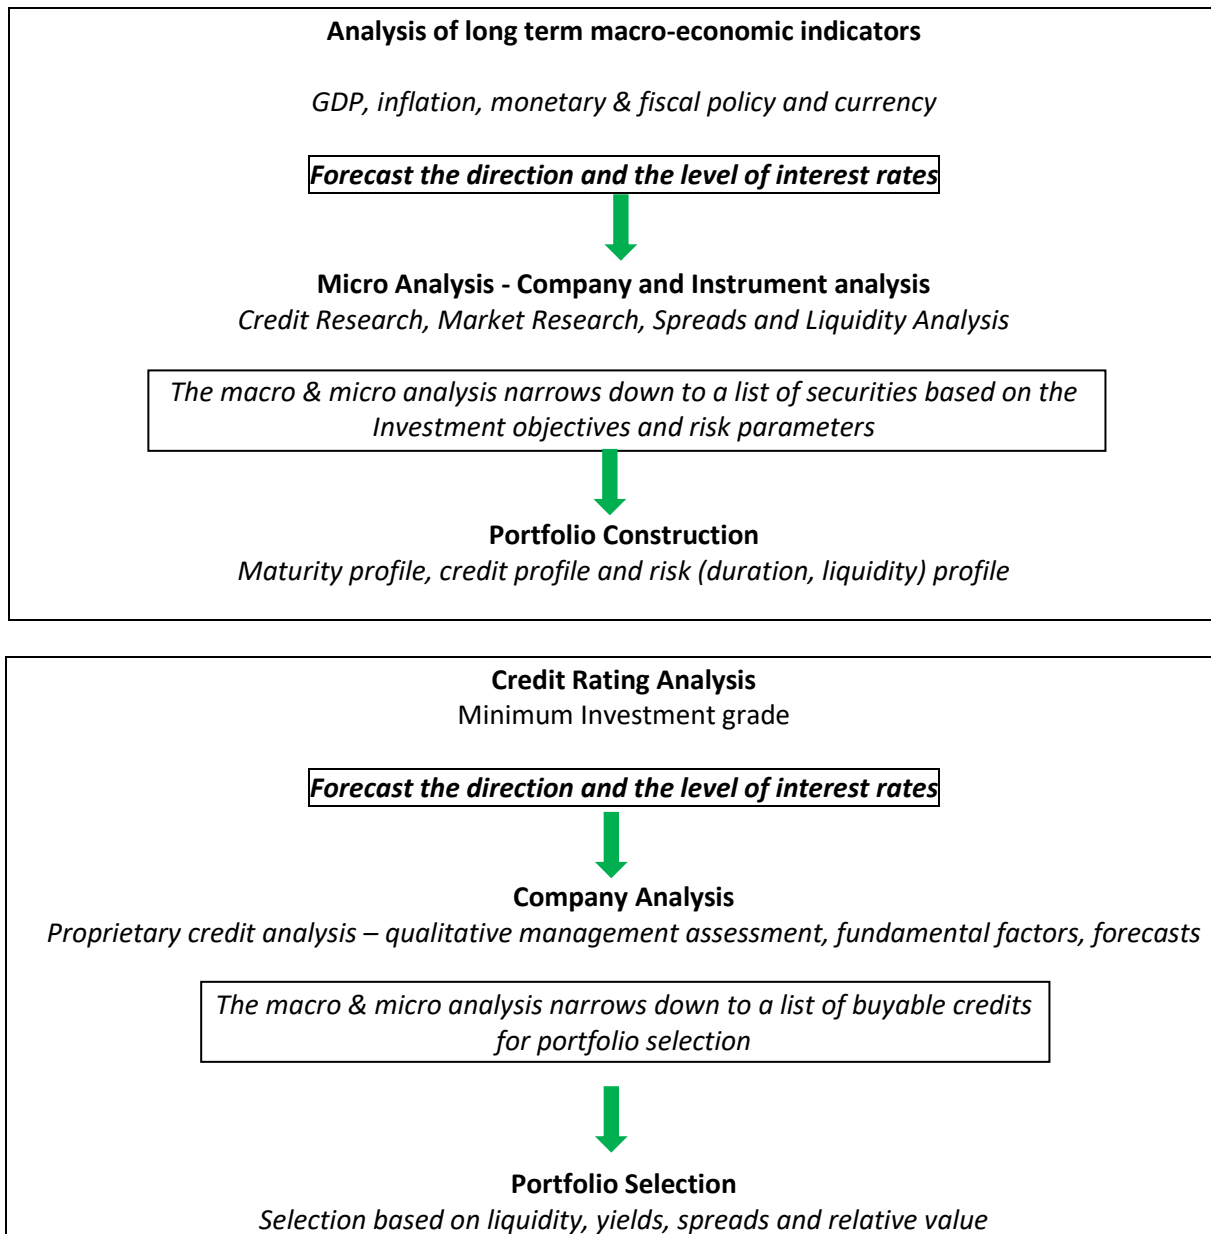 Analysis of long term macro-economic indicators
GDP, inflation, monetary & fiscal policy and currency
Forecast the direction and the level of interest rates
Micro Analysis - Company and Instrument analysis
Credit Research, Market Research, Spreads and Liquidity Analysis
The macro & micro analysis narrows down to a list of securities based on the
Investment objectives and risk parameters
Portfolio Construction
Maturity profile, credit profile and risk (duration, liquidity) profile
Credit Rating Analysis
Minimum Investment grade
Forecast the direction and the level of interest rates
Company Analysis
Proprietary credit analysis – qualitative management assessment, fundamental factors, forecasts
The macro & micro analysis narrows down to a list of buyable credits
for portfolio selection
Portfolio Selection
Selection based on liquidity, yields, spreads and relative value